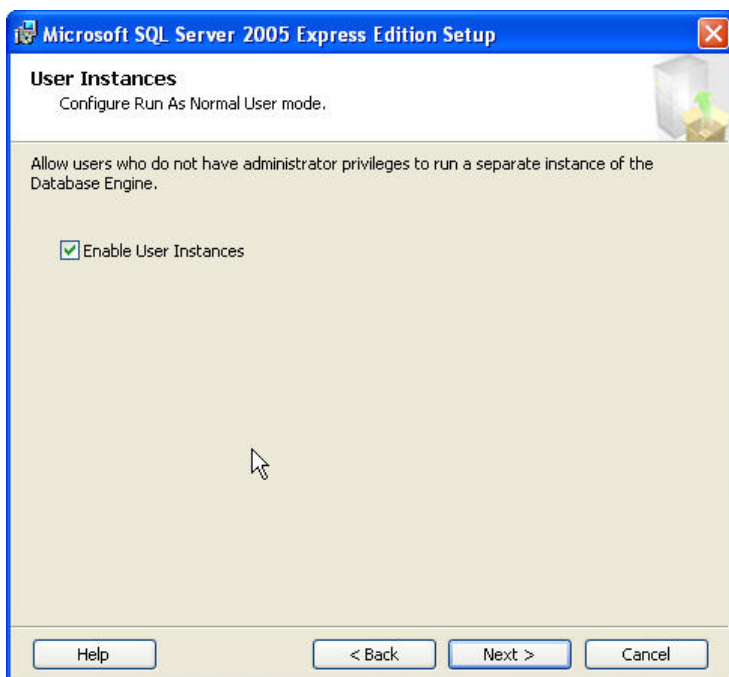 Microsoft SQL Server 2005 Express Edition Setup
User Instances
Configure Run As Normal User mode.
Allow users who do not have administrator privileges to run a separate instance of the
Database Engine.
Enable User Instances
Help
< Back
Next >
Cancel